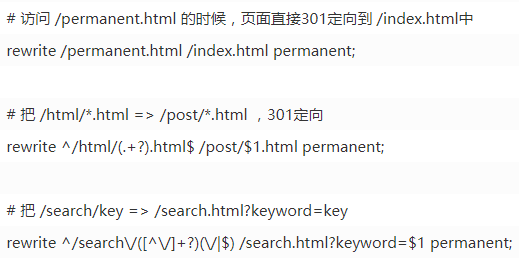 # 访问 /permanent.html 的时候，页面直接301定向到 /index.html中
rewrite /permanent.html /index.html permanent;
# 把 /html/*.html => /post/*.html ，301定向
rewrite ^/html/(.+?).html$ /post/$1.html permanent;
# 把 /search/key => /search.html?keyword=key
rewrite ^/search\/([^\/]+?)(\/|$) /search.html?keyword=$1 permanent;